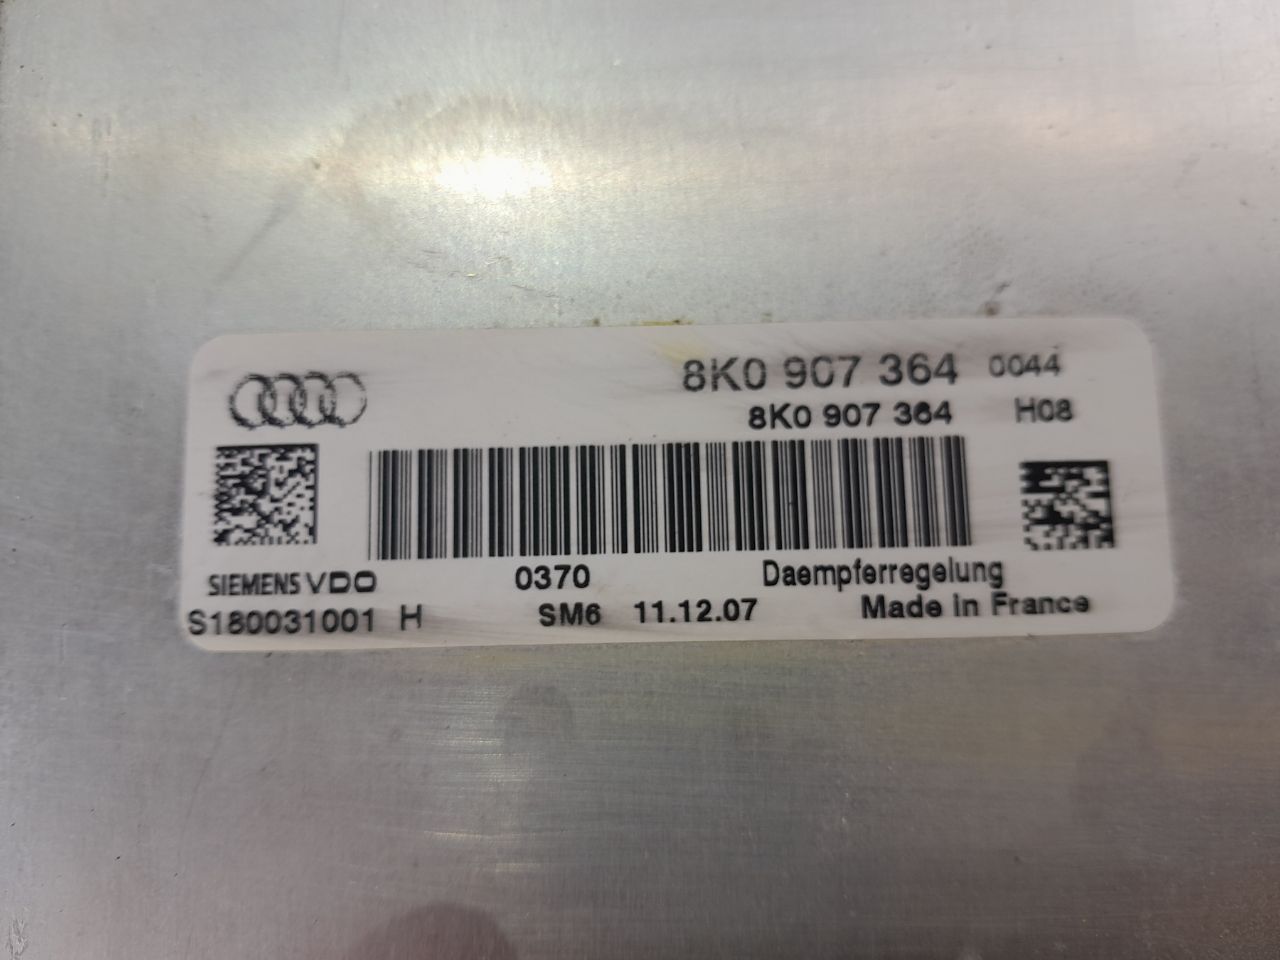 8K0 907 364 0044
8K0 907 364 H08
SIEMENS VDO 0370 Daempferregelung
S180031001 H SM6 11.12.07 Made in France